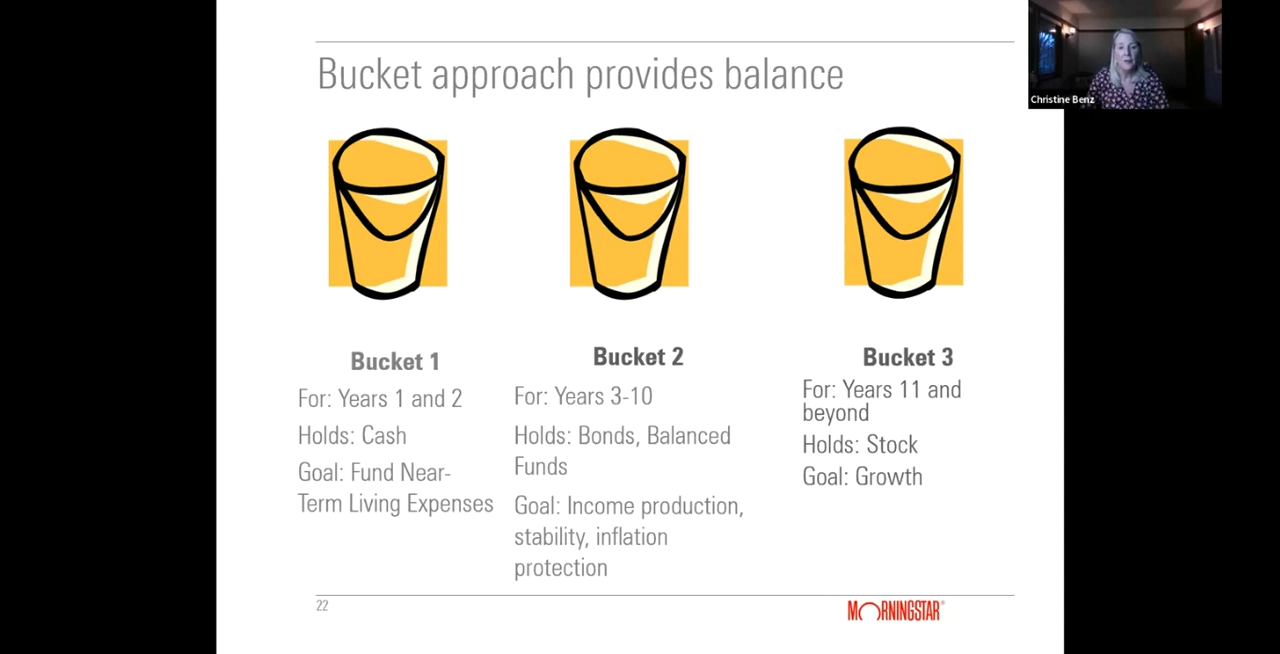 Bucket approach provides balance
Christine Benz
Bucket 1
For: Years 1 and 2
Holds: Cash
Goal: Fund Near-
Term Living Expenses
Bucket 2
For: Years 3-10
Holds: Bonds, Balanced
Funds
Goal: Income production,
stability, inflation
protection
Bucket 3
For: Years 11 and
beyond
Holds: Stock
Goal: Growth
22
MORNINGSTAR®